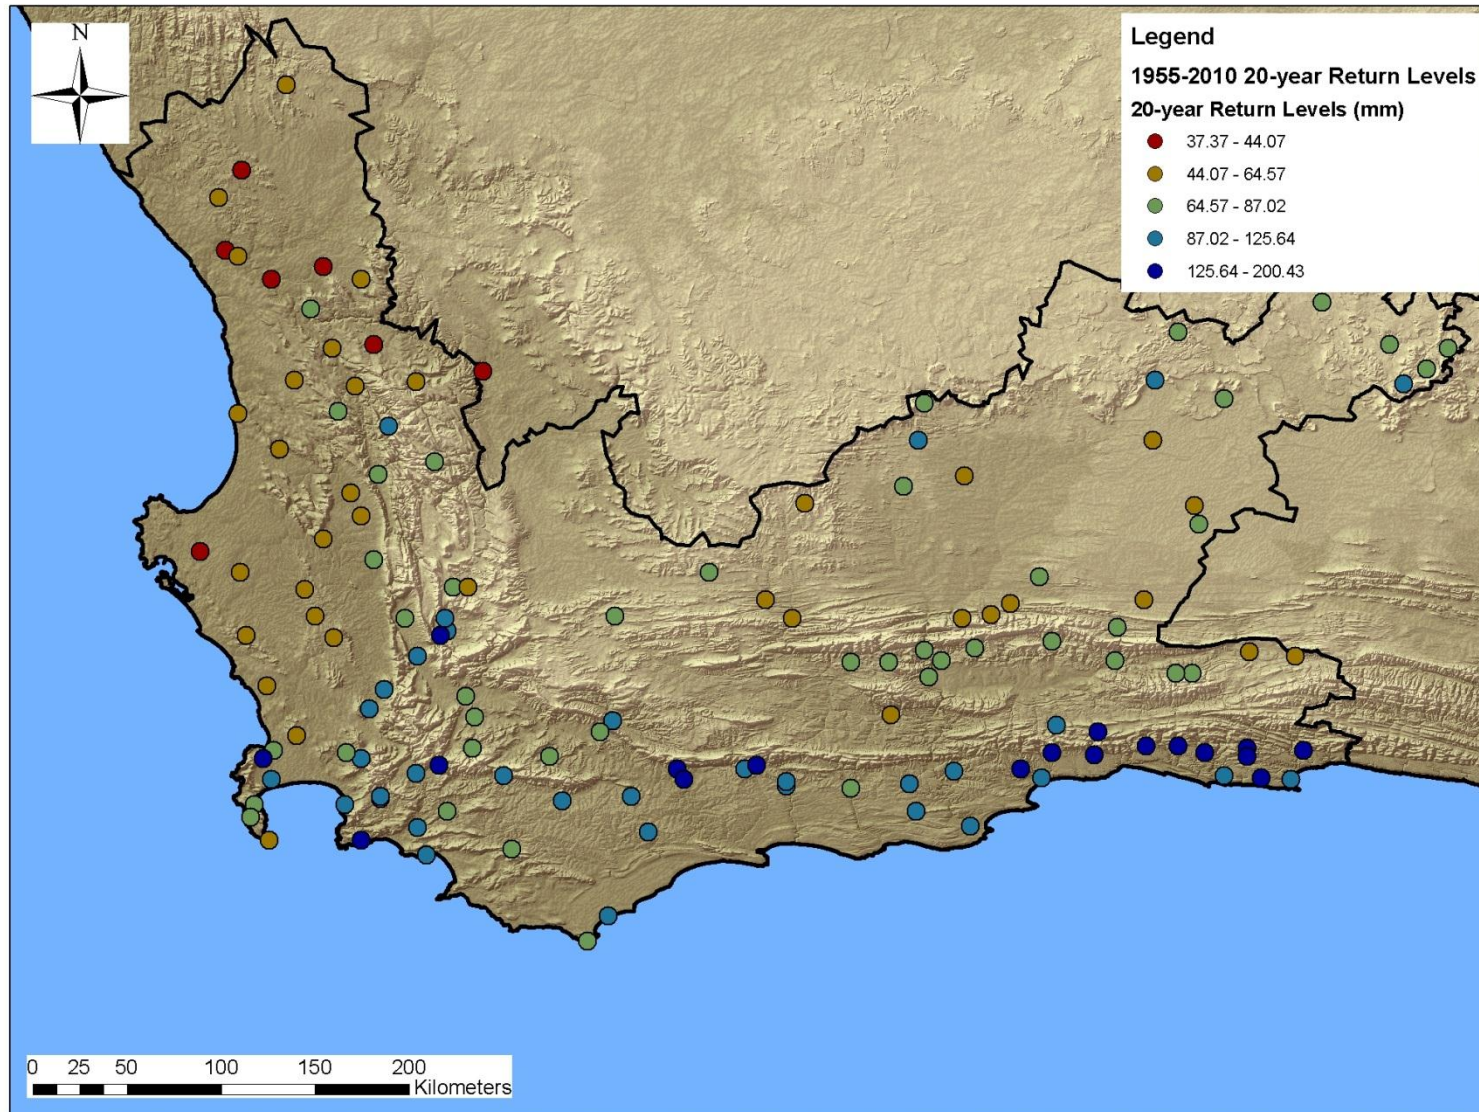 N
Legend
1955-2010 20-year Return Levels
20-year Return Levels (mm)
37.37 - 44.07
44.07 - 64.57
64.57 - 87.02
87.02 - 125.64
125.64 - 200.43
0 25 50 100 150 200
Kilometers